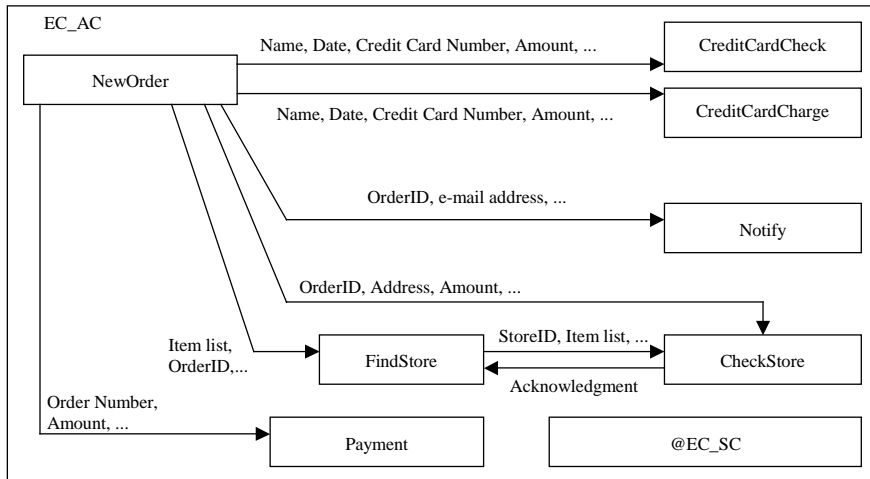 EC_AC
Name, Date, Credit Card Number, Amount, ...
CreditCardCheck
NewOrder
Name, Date, Credit Card Number, Amount, ...
CreditCardCharge
OrderID, e-mail address, ...
Notify
OrderID, Address, Amount, ...
Item list,
OrderID,...
FindStore
StoreID, Item list, ...
CheckStore
Acknowledgment
Order Number,
Amount, ...
Payment
@EC_SC